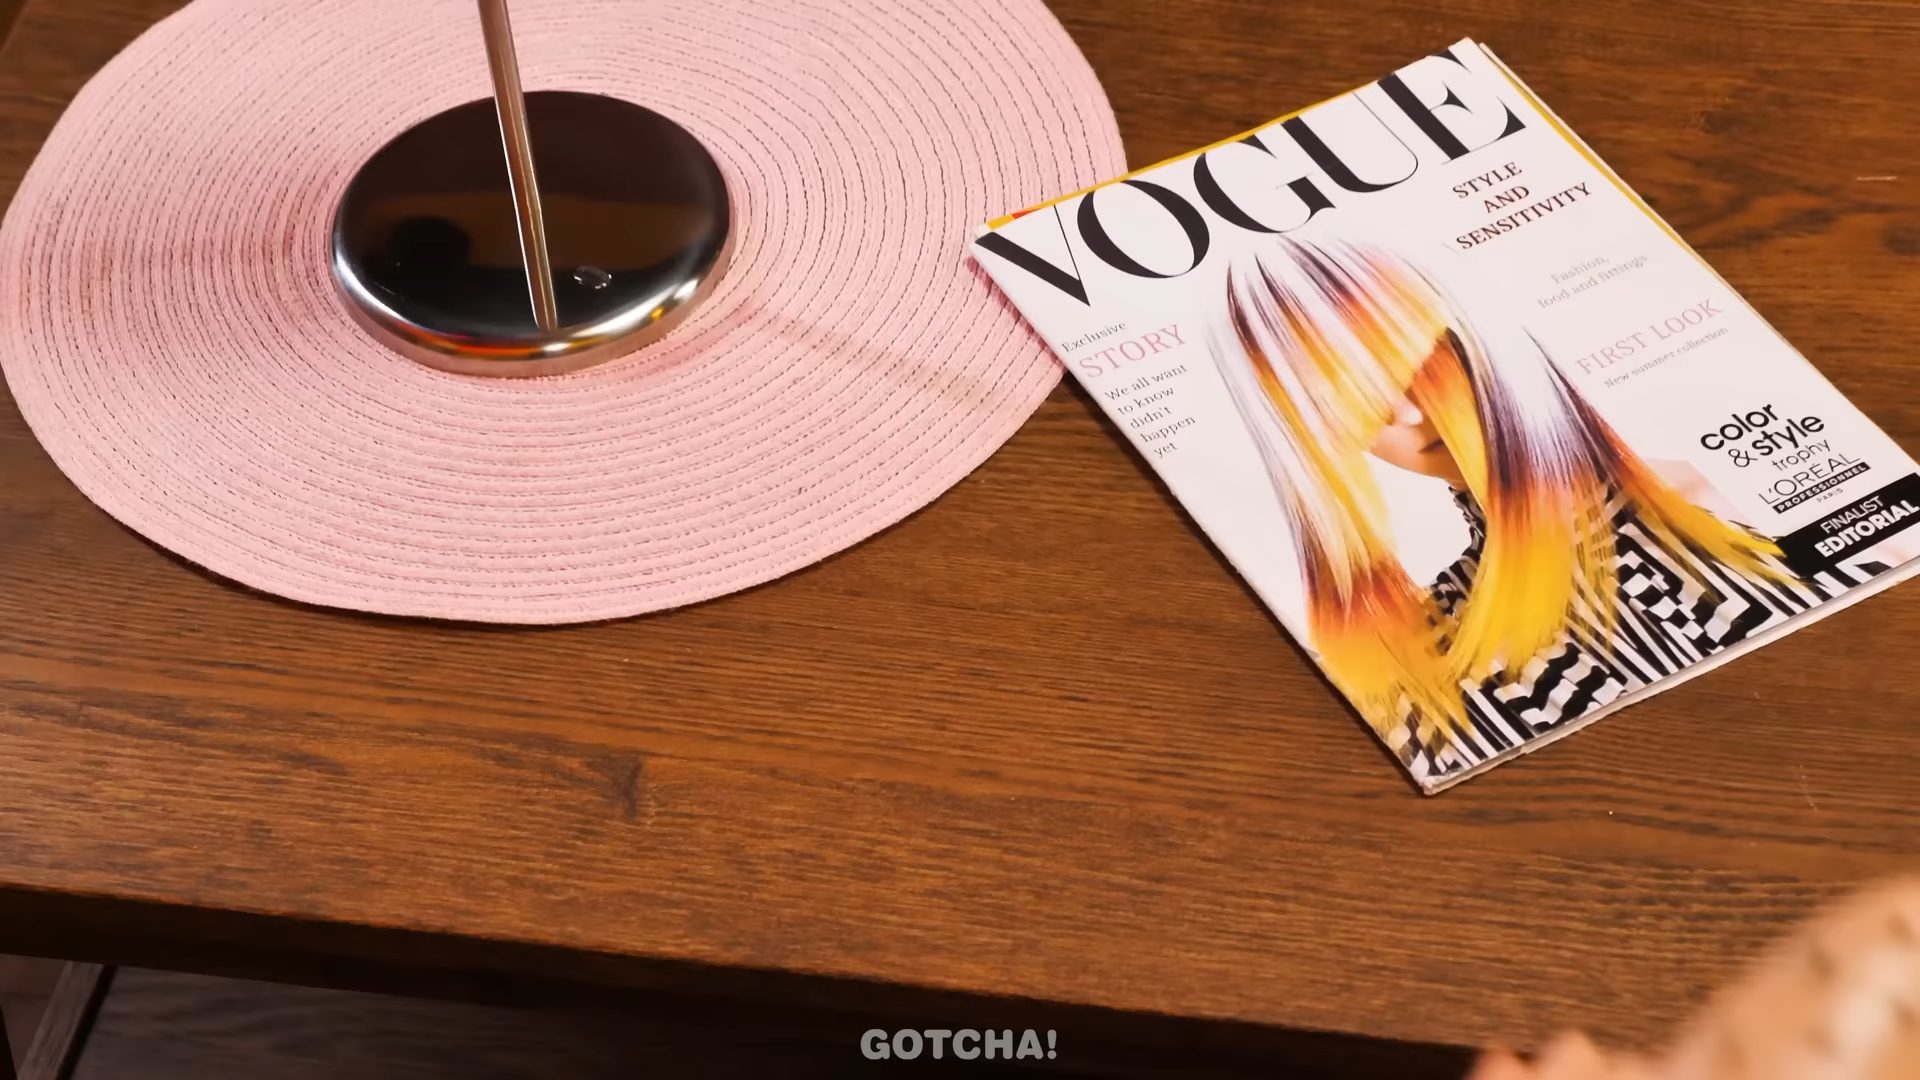 VOGUE
STYLE
AND
SENSITIVITY
Fashion,
food and fittings
Exclusive
STORY
We all want
to know
didn't
happen
yet
FIRST LOOK
New summer collection
color
& style
trophy
L'ORÉAL
PROFESSIONNEL
PARIS
FINALIST
EDITORIAL
GOTCHA!